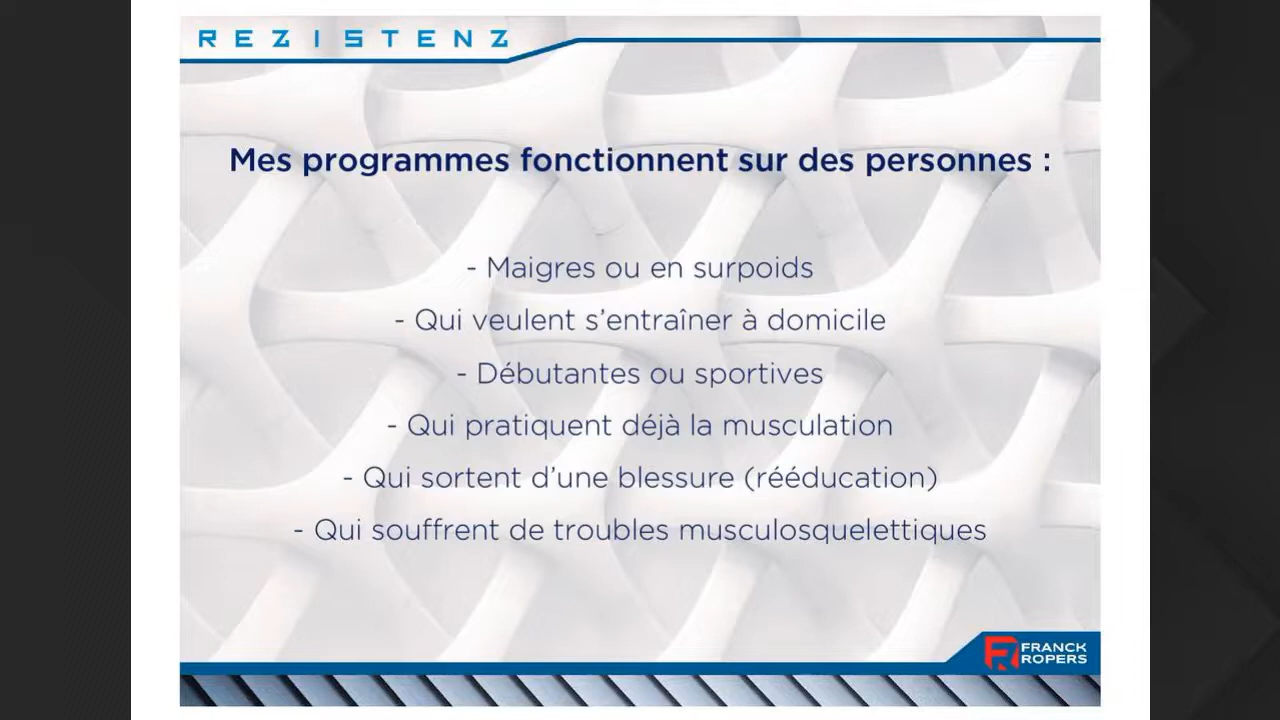 REZISTENZ
Mes programmes fonctionnent sur des personnes :
- Maigres ou en surpoids
- Qui veulent s'entraîner à domicile
- Débutantes ou sportives
- Qui pratiquent déjà la musculation
- Qui sortent d'une blessure (rééducation)
- Qui souffrent de troubles musculosquelettiques
FRANCK
ROPERS